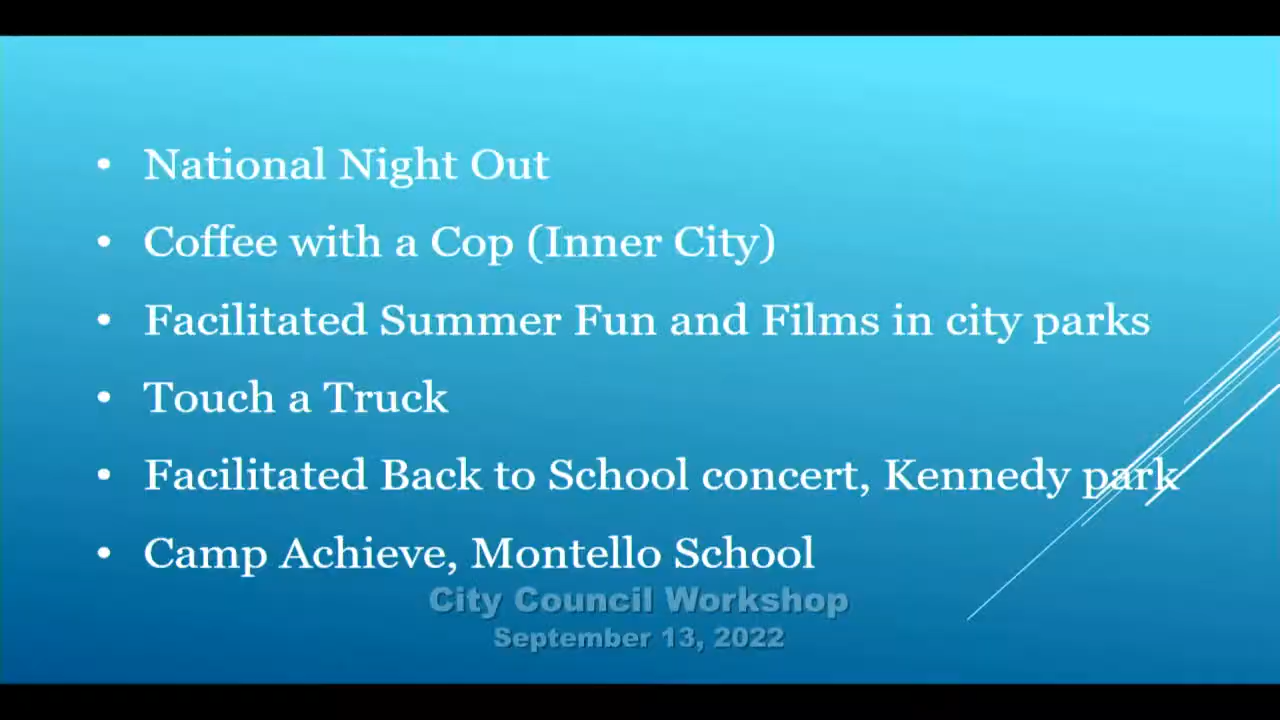 • National Night Out
• Coffee with a Cop (Inner City)
• Facilitated Summer Fun and Films in city parks
• Touch a Truck
• Facilitated Back to School concert, Kennedy park
• Camp Achieve, Montello School
City Council Workshop
September 13, 2022